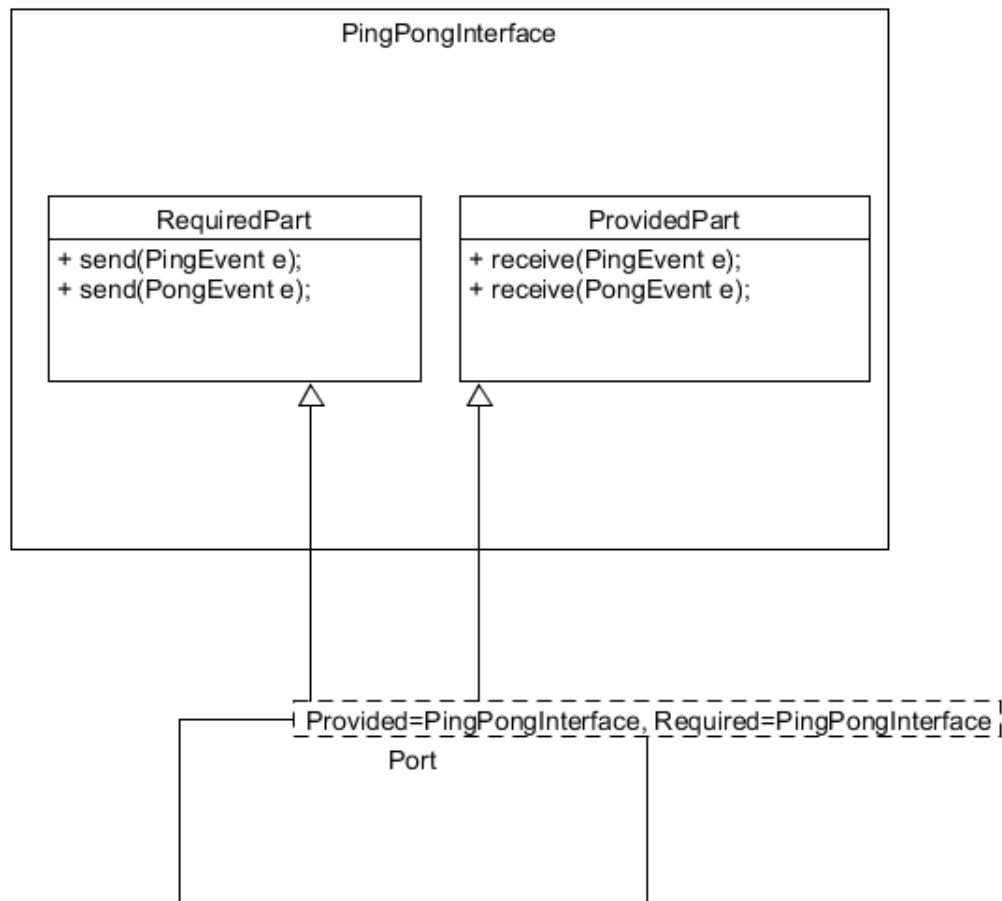 PingPongInterface
RequiredPart
+ send(PingEvent e);
+ send(PongEvent e);
ProvidedPart
+ receive(PingEvent e);
+ receive(PongEvent e);
Provided=PingPongInterface, Required=PingPongInterface
Port